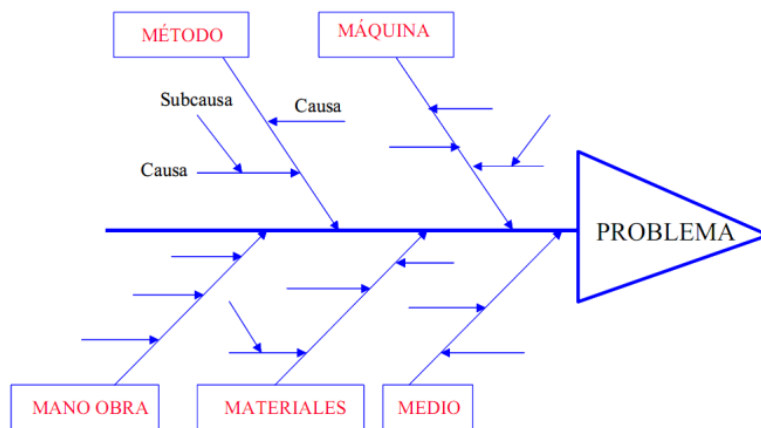 MÉTODO
MÁQUINA
Subcausa
Causa
Causa
PROBLEMA
MANO OBRA
MATERIALES
MEDIO